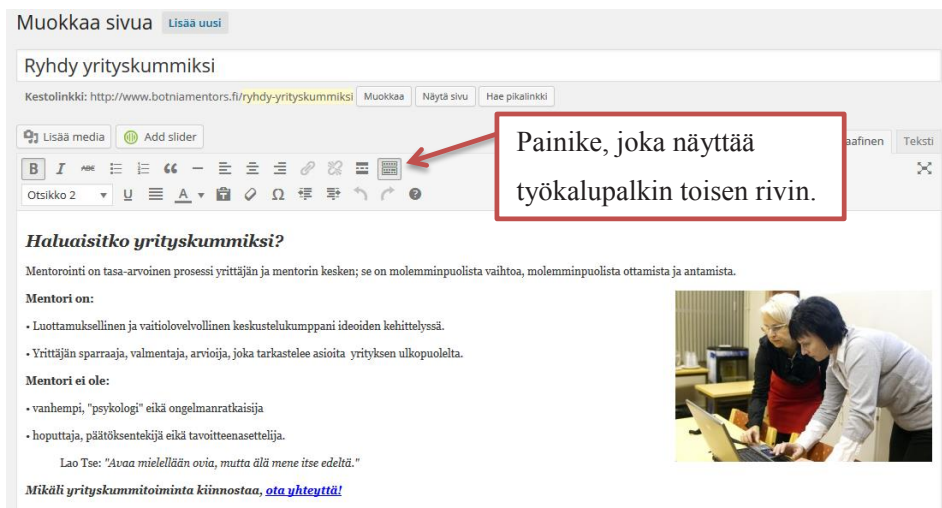 Muokkaa sivua Lisää uusi
Ryhdy yrityskummiksi
Kestolinkki: http://www.botniamentors.fi/ryhdy-yrityskummiksi Muokkaa Näytä sivu Hae pikalinkki
Lisää media Add slider
aafinen Teksti
Painike, joka näyttää
työkalupalkin toisen rivin.
B I ABC
Otsikko 2 U A Ω
Haluaisitko yrityskummiksi?
Mentorointi on tasa-arvoinen prosessi yrittäjän ja mentorin kesken; se on molemminpuolista vaihtoa, molemminpuolista ottamista ja antamista.
Mentori on:
• Luottamuksellinen ja vaitiolovelvollinen keskustelukumppani ideoiden kehittelyssä.
• Yrittäjän sparraaja, valmentaja, arvioija, joka tarkastelee asioita yrityksen ulkopuolelta.
Mentori ei ole:
• vanhempi, "psykologi" eikä ongelmanratkaisija
• hoputtaja, päätöksentekijä eikä tavoitteenasettelija.
Lao Tse: "Avaa mielellään ovia, mutta älä mene itse edeltä."
Mikäli yrityskummitoiminta kiinnostaa, ota yhteyttä!